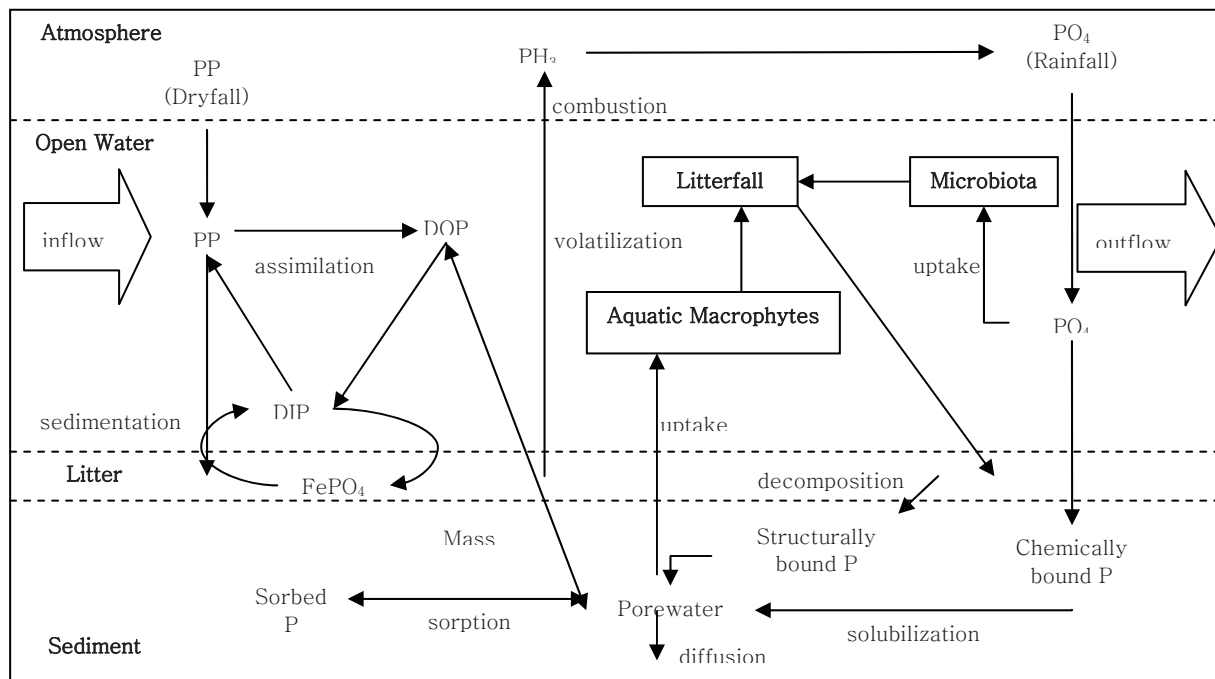 Atmosphere
PP
(Dryfall)
PH3
PO4
(Rainfall)
combustion
Open Water
Litterfall
Microbiota
inflow
PP
DOP
assimilation
volatilization
uptake
outflow
Aquatic Macrophytes
PO4
DIP
sedimentation
uptake
Litter
FePO4
decomposition
Mass
Structurally
bound P
Chemically
bound P
Sorbed
P
sorption
Porewater
solubilization
Sediment
diffusion